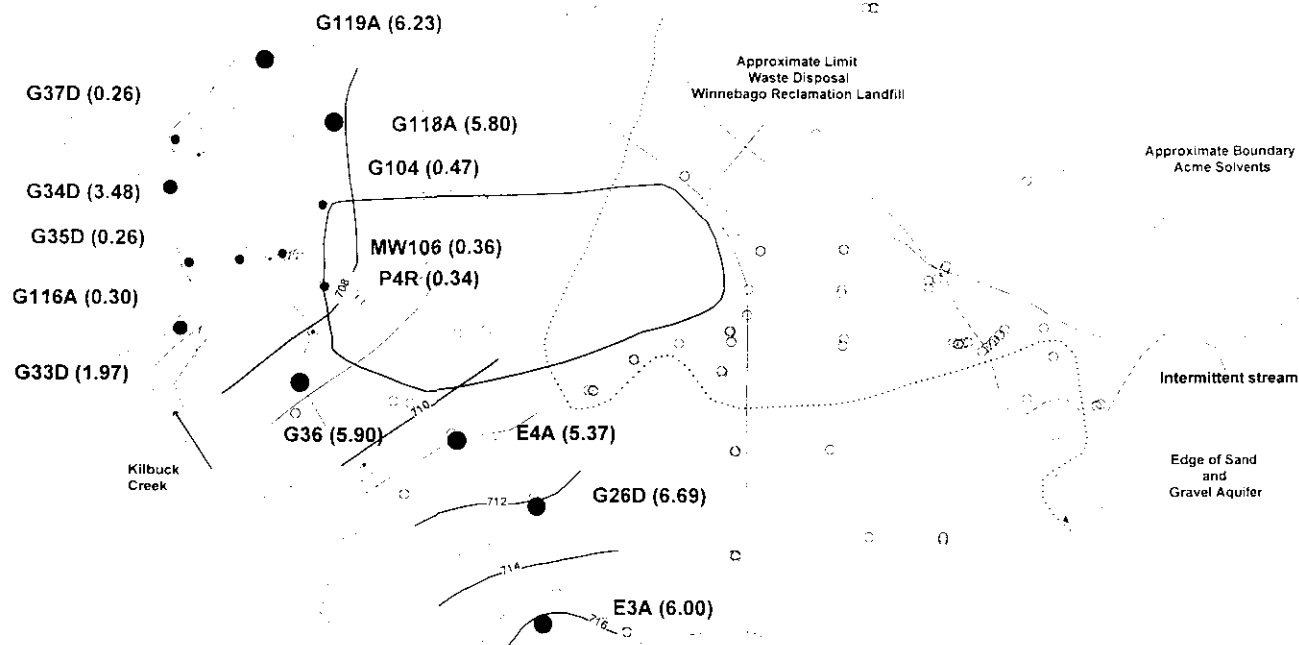 G119A (6.23)
Approximate Limit
Waste Disposal
Winnebago Reclamation Landfill
G37D (0.26)
G118A (5.80)
Approximate Boundary
Acme Solvents
G104 (0.47)
G34D (3.48)
G35D (0.26)
MW106 (0.36)
P4R (0.34)
708
G116A (0.30)
G33D (1.97)
Intermittent stream
710
G36 (5.90)
E4A (5.37)
Kilbuck
Creek
Edge of Sand
and
Gravel Aquifer
712
G26D (6.69)
714
E3A (6.00)
716